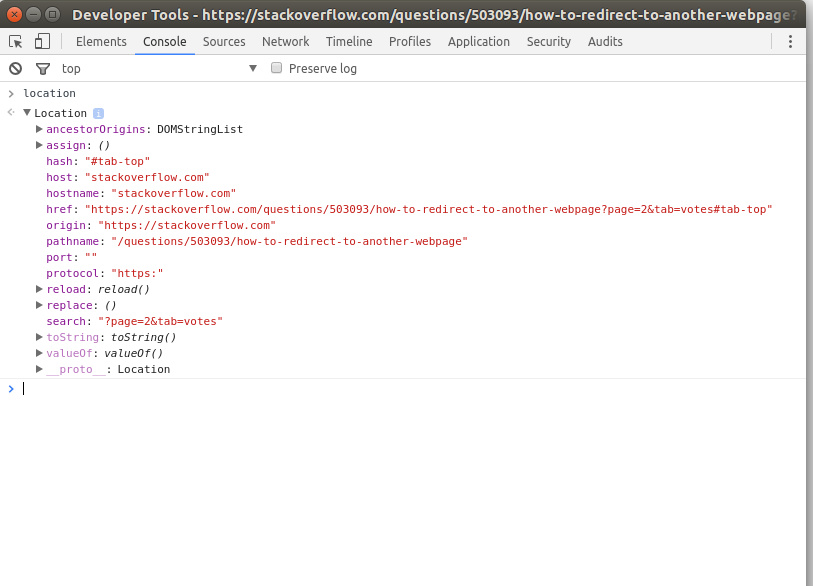 Developer Tools - https://stackoverflow.com/questions/503093/how-to-redirect-to-another-webpage?
Elements Console Sources Network Timeline Profiles Application Security Audits
top Preserve log
location
Location i
ancestorOrigins: DOMStringList
assign: ()
hash: "#tab-top"
host: "stackoverflow.com"
hostname: "stackoverflow.com"
href: "https://stackoverflow.com/questions/503093/how-to-redirect-to-another-webpage?page=2&tab=votes#tab-top"
origin: "https://stackoverflow.com"
pathname: "/questions/503093/how-to-redirect-to-another-webpage"
port: ""
protocol: "https:"
reload: reload()
replace: ()
search: "?page=2&tab=votes"
toString: toString()
valueOf: valueOf()
__proto__: Location